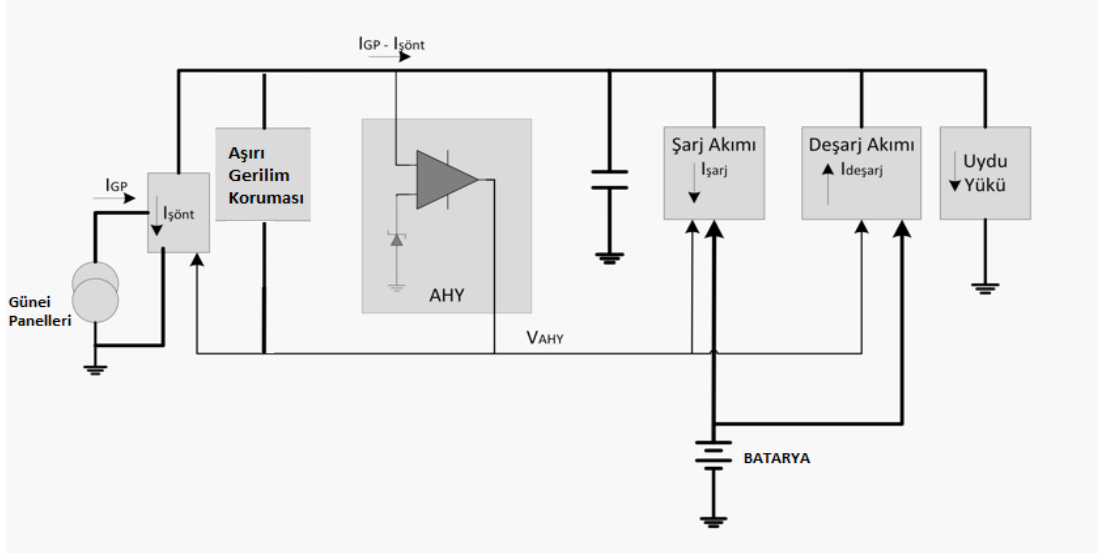 IGP - Işönt
Aşırı
Gerilim
Koruması
IGP
Işönt
Günei
Panelleri
AHY
VAHY
Şarj Akımı
Işarj
Deşarj Akımı
Ideşarj
Uydu
Yükü
BATARYA